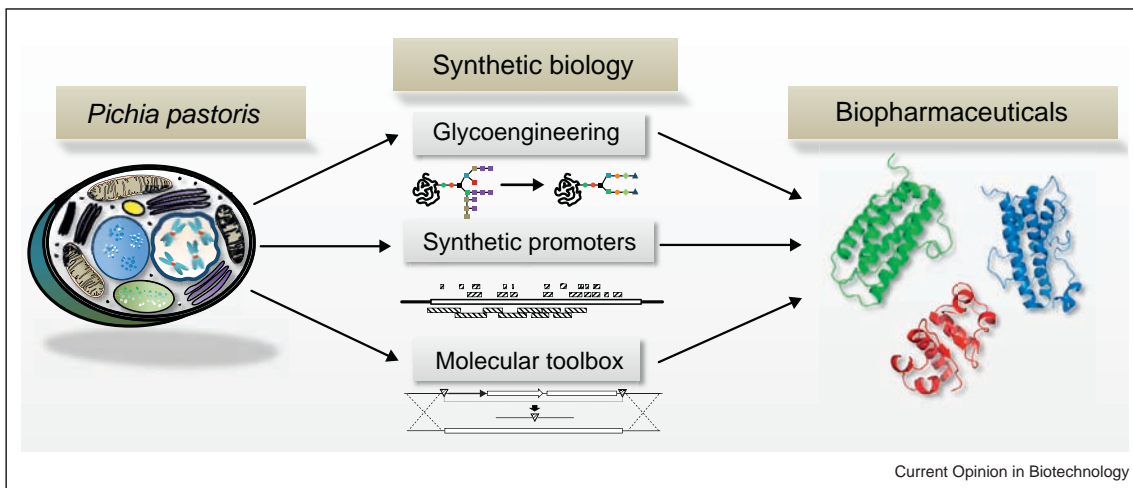 Synthetic biology
Pichia pastoris
Biopharmaceuticals
Glycoengineering
Synthetic promoters
Molecular toolbox
Current Opinion in Biotechnology